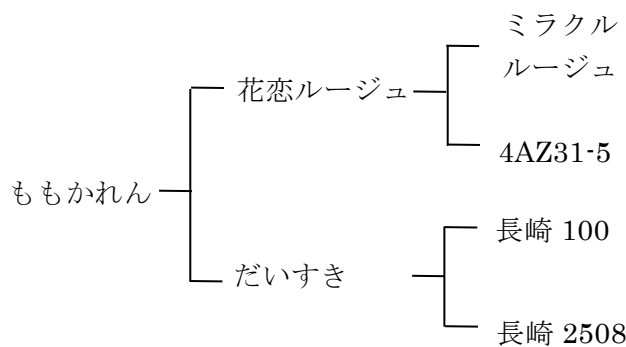 ミラクル
ルージュ
花恋ルージュ
4AZ31-5
ももかれん
長崎 100
だいすき
長崎 2508